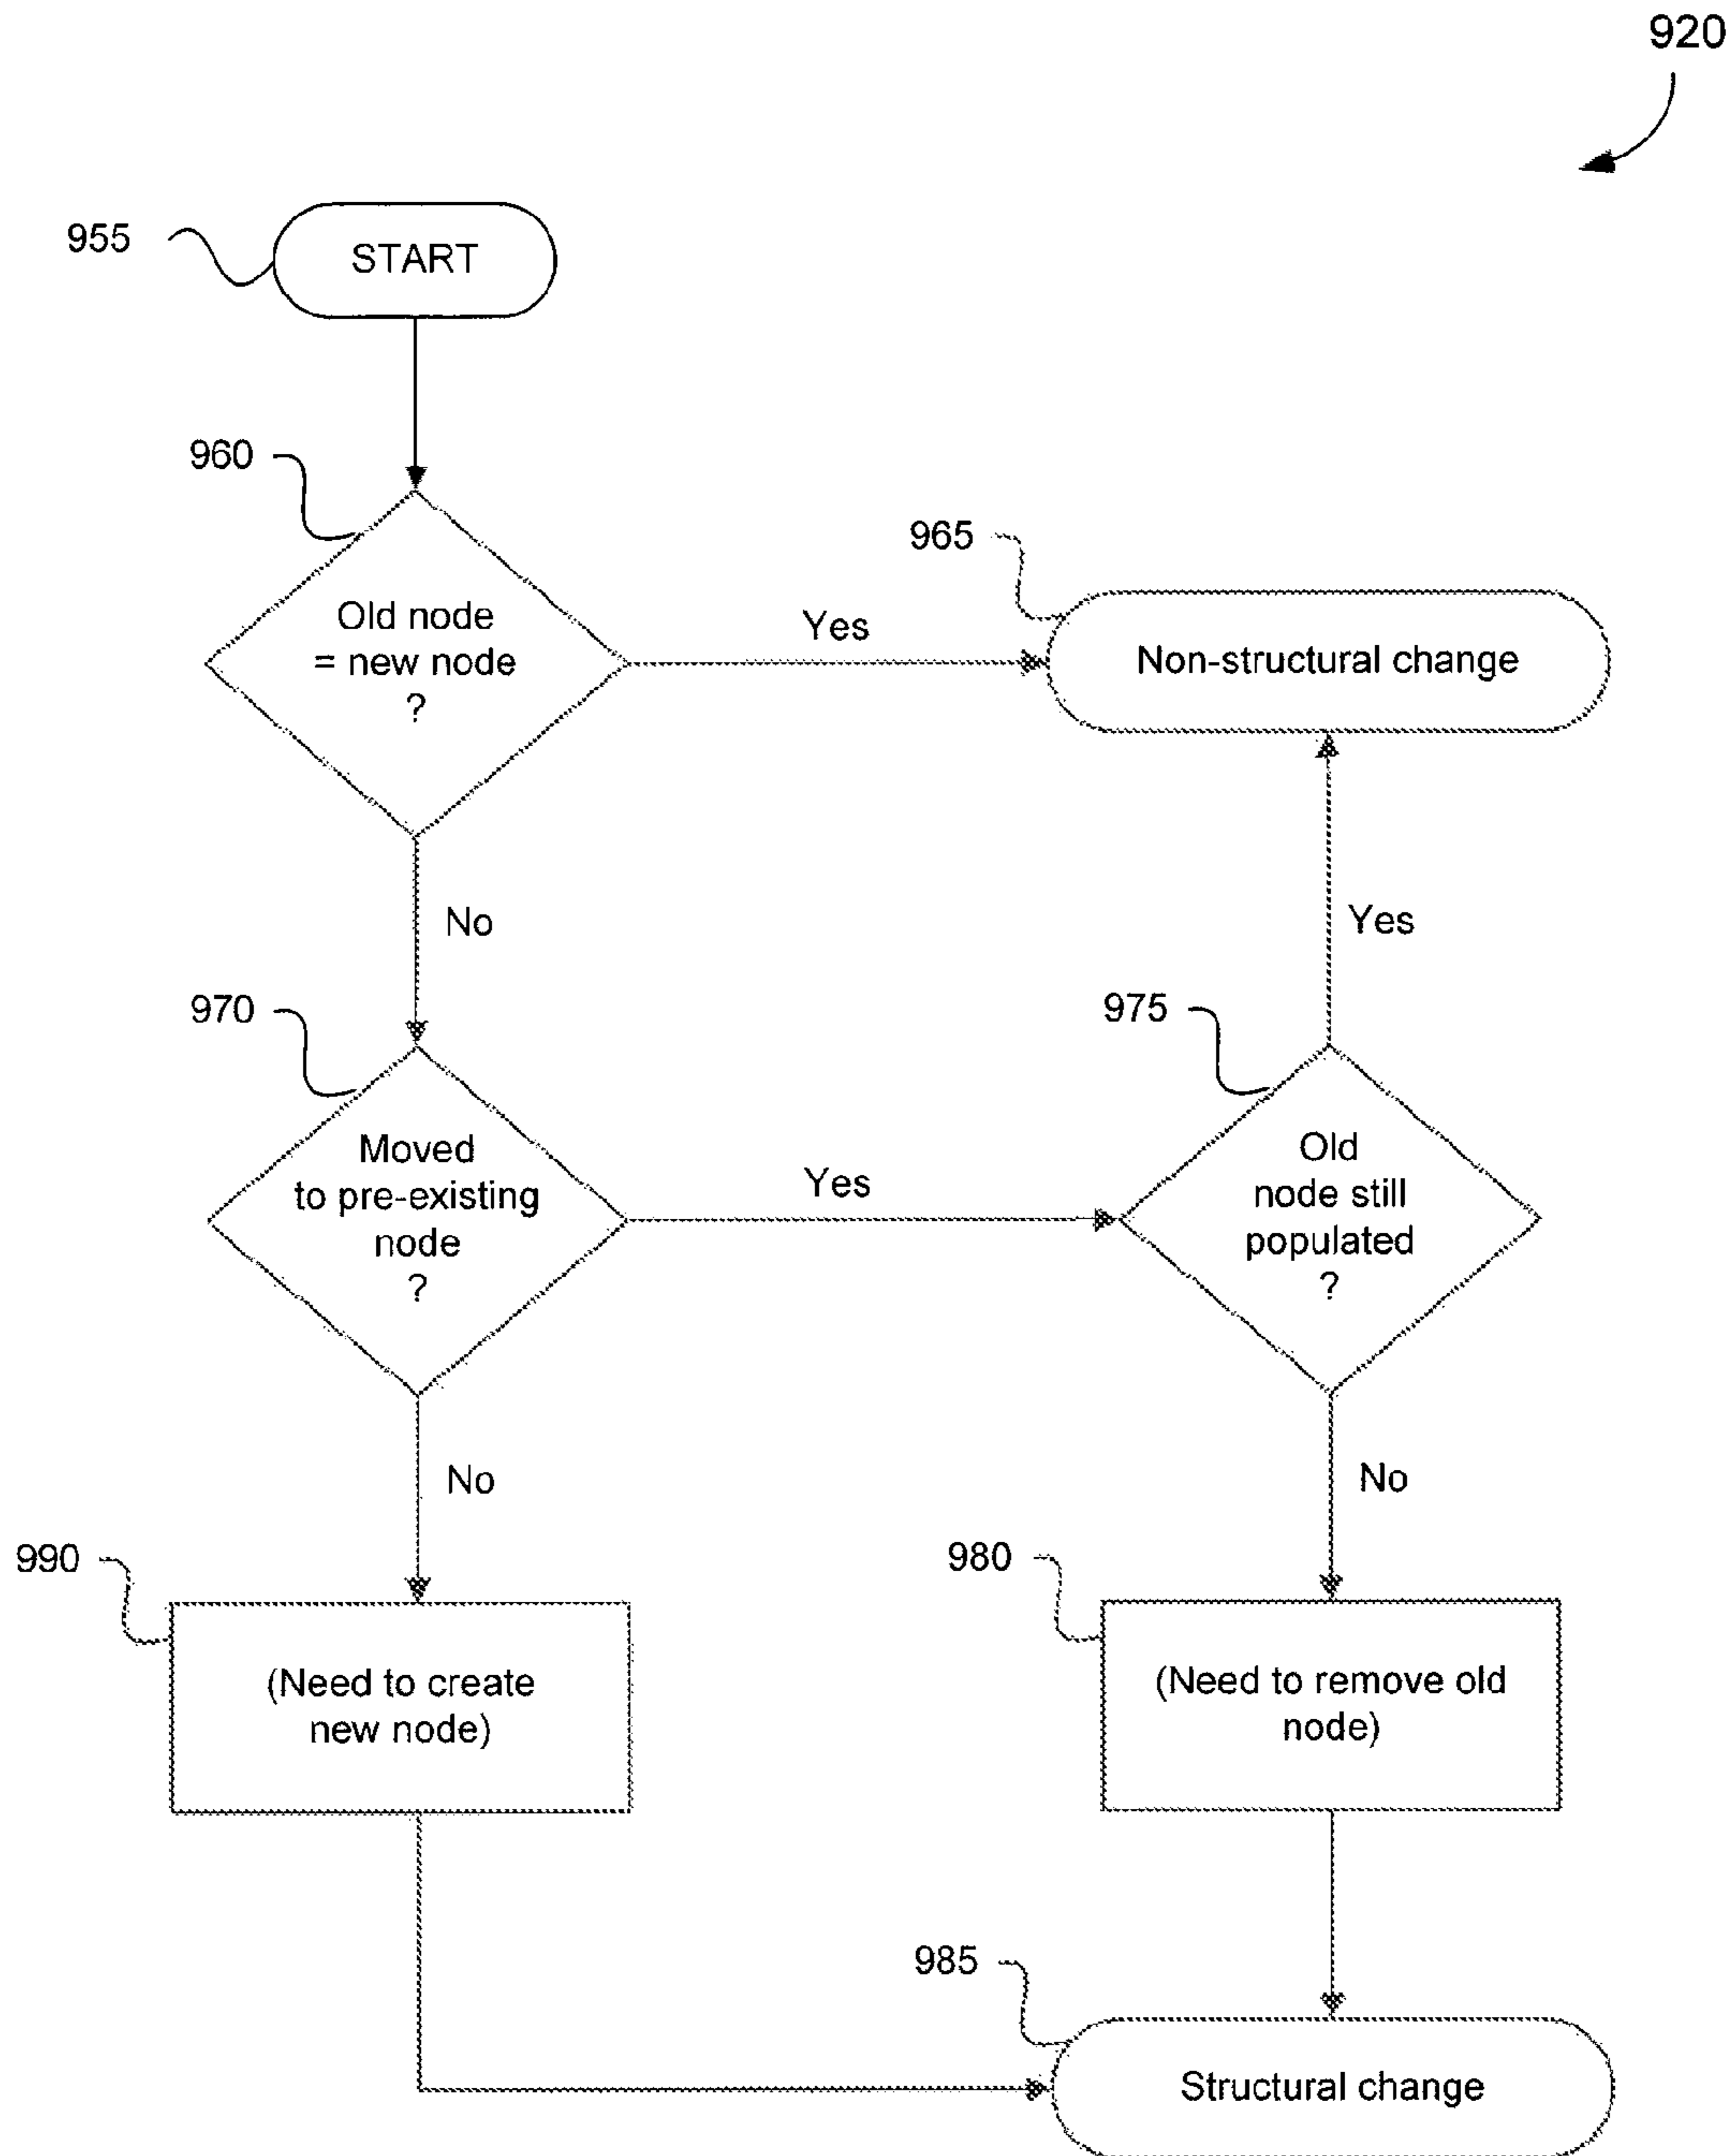 920
955
START
960
Old node
= new node
?
Yes
965
Non-structural change
No
Yes
970
Moved
to pre-existing
node
?
Yes
975
Old
node still
populated
?
No
No
990
(Need to create
new node)
980
(Need to remove old
node)
985
Structural change